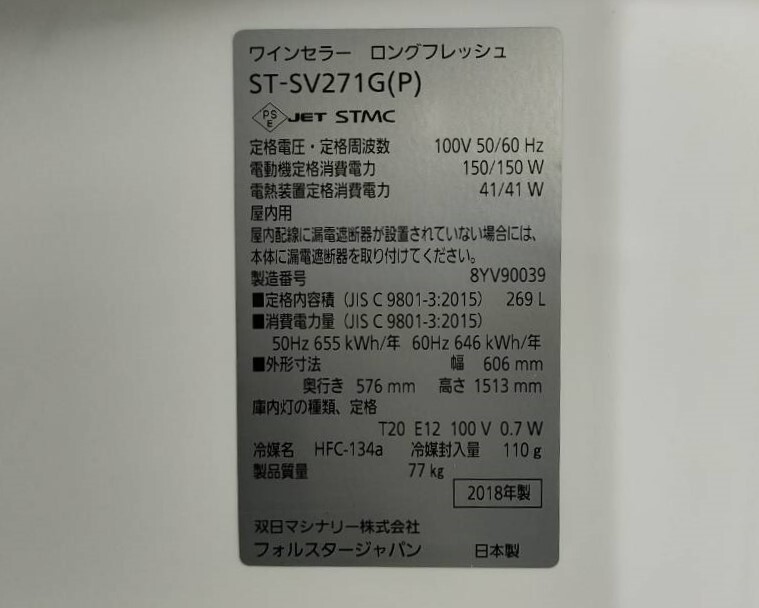 ワインセラー ロングフレッシュ
ST-SV271G(P)
PSE JET STMC
定格電圧・定格周波数 100V 50/60 Hz
電動機定格消費電力 150/150 W
電熱装置定格消費電力 41/41 W
屋内用
屋内配線に漏電遮断器が設置されていない場合には、
本体に漏電遮断器を取り付けてください。
製造番号 8YV90039
■定格内容積（JIS C 9801-3:2015） 269 L
■消費電力量（JIS C 9801-3:2015）
50Hz 655 kWh/年 60Hz 646 kWh/年
■外形寸法 幅 606 mm
奥行き 576 mm 高さ 1513 mm
庫内灯の種類、定格
T20 E12 100 V 0.7 W
冷媒名 HFC-134a 冷媒封入量 110 g
製品質量 77 kg
2018年製
双日マシナリー株式会社
フォルスタージャパン 日本製